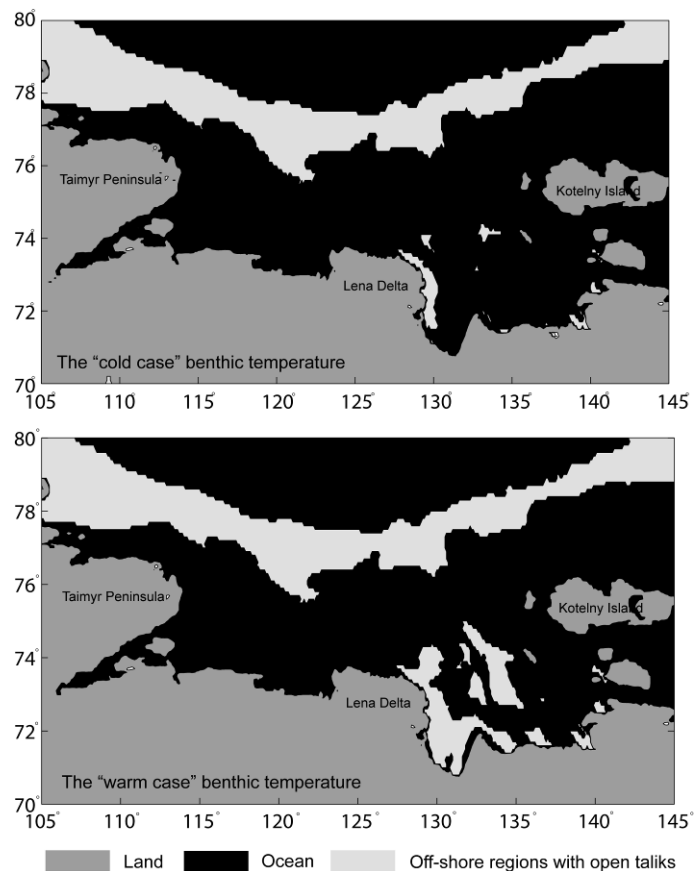 80°
78°
76°
74°
72°
70°
Taimyr Peninsula
Kotelny Island
Lena Delta
The "cold case" benthic temperature
105° 110° 115° 120° 125° 130° 135° 140° 145°
80°
78°
76°
74°
72°
70°
Taimyr Peninsula
Kotelny Island
Lena Delta
The "warm case" benthic temperature
105° 110° 115° 120° 125° 130° 135° 140° 145°
Land Ocean Off-shore regions with open taliks